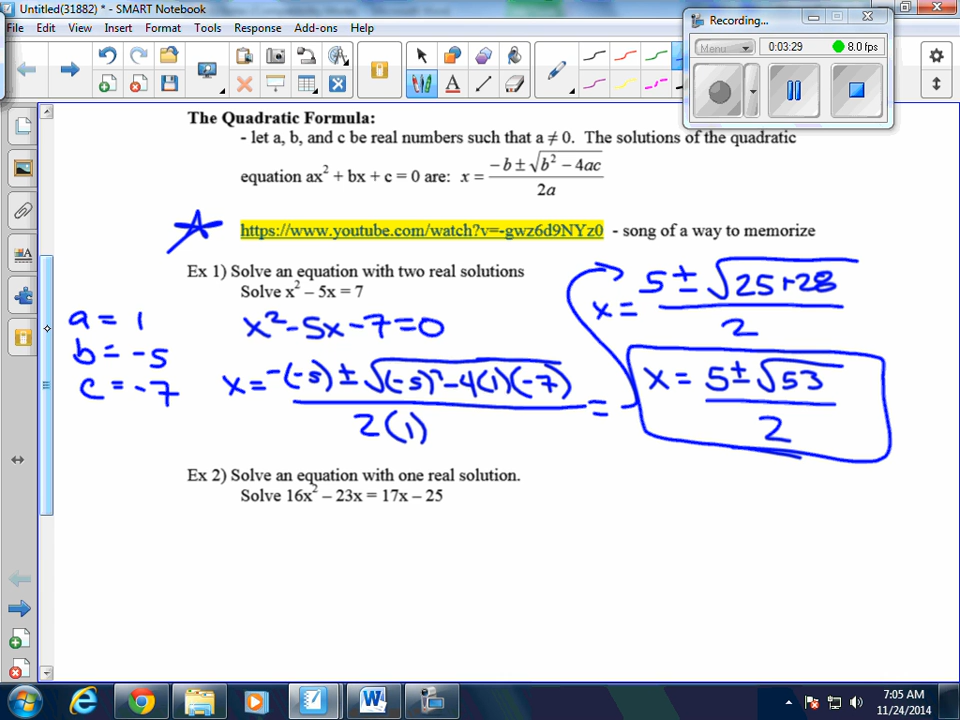 Untitled(31882) * - SMART Notebook
File Edit View Insert Format Tools Response Add-ons Help
Recording...
Menu
0:03:29
8.0 fps
The Quadratic Formula:
- let a, b, and c be real numbers such that a ≠ 0. The solutions of the quadratic
equation ax² + bx + c = 0 are: x = (-b ± √(b² - 4ac)) / 2a
https://www.youtube.com/watch?v=-gwz6d9NYz0 - song of a way to memorize
Ex 1) Solve an equation with two real solutions
Solve x² – 5x = 7
a = 1
b = -5
c = -7
x² - 5x - 7 = 0
x = (-(-5) ± √((-5)² - 4(1)(-7))) / 2(1) =
x = (5 ± √(25+28)) / 2
x = (5 ± √53) / 2
Ex 2) Solve an equation with one real solution.
Solve 16x² – 23x = 17x – 25
7:05 AM
11/24/2014